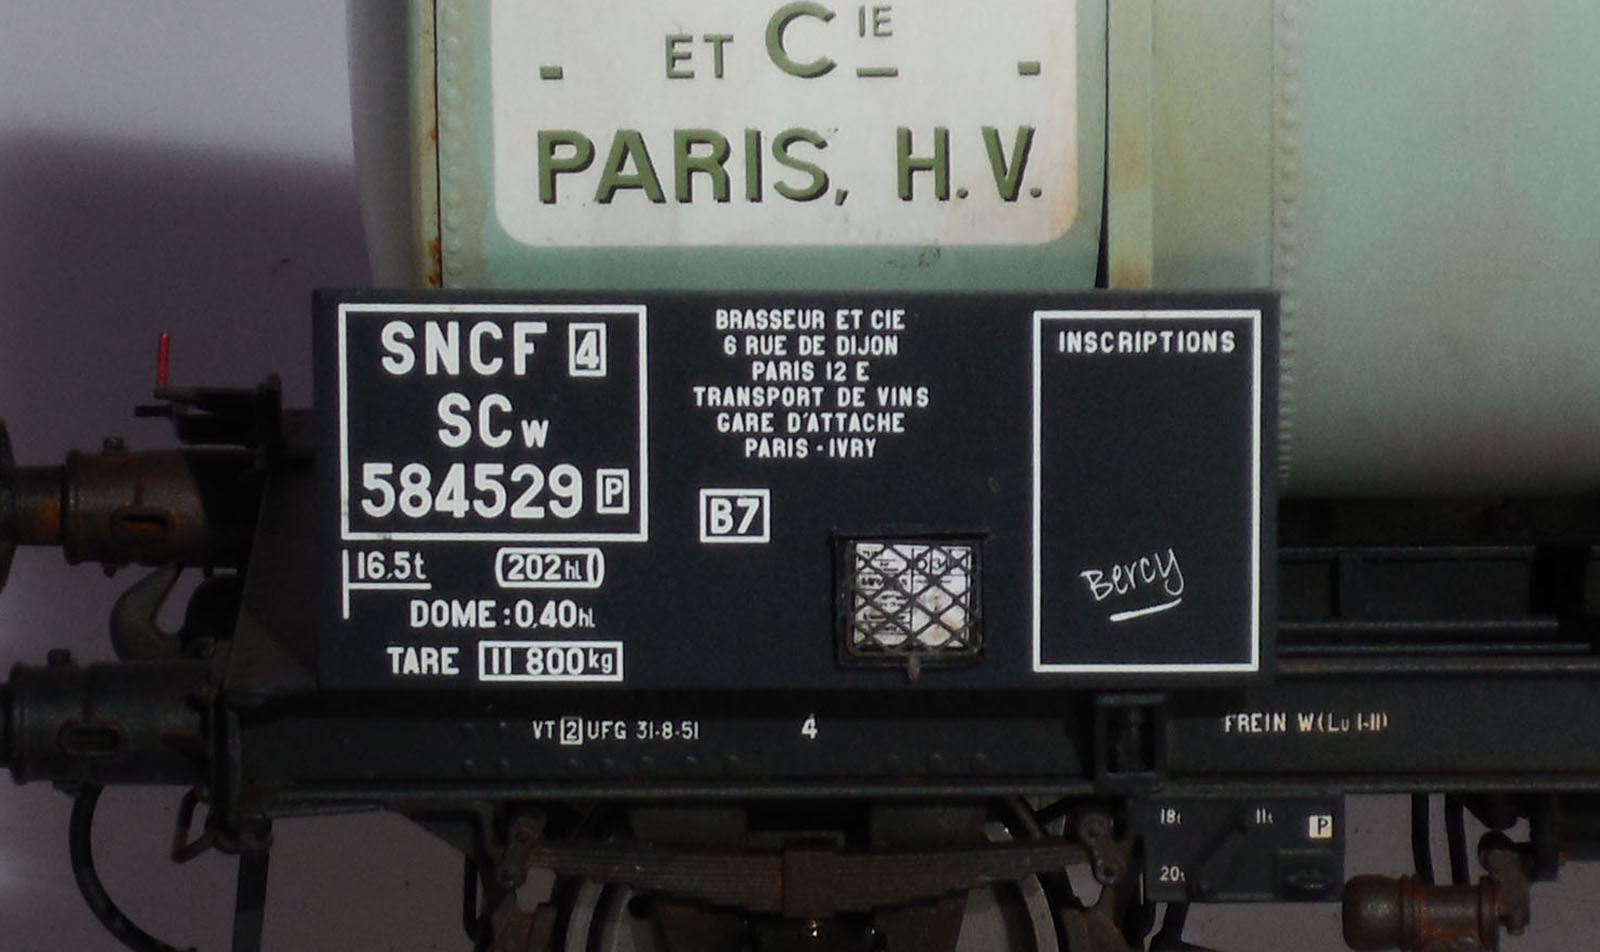 - ET CIE -
PARIS, H.V.
SNCF 4
SCw
584529 P
16,5t 202hl
DOME : 0,40hl
TARE 11 800kg
BRASSEUR ET CIE
6 RUE DE DIJON
PARIS 12 E
TRANSPORT DE VINS
GARE D'ATTACHE
PARIS - IVRY
B7
INSCRIPTIONS
Bercy
VT 2 UFG 31-8-51 4
FREIN W(Lu I-II)
18t 11t P
20t